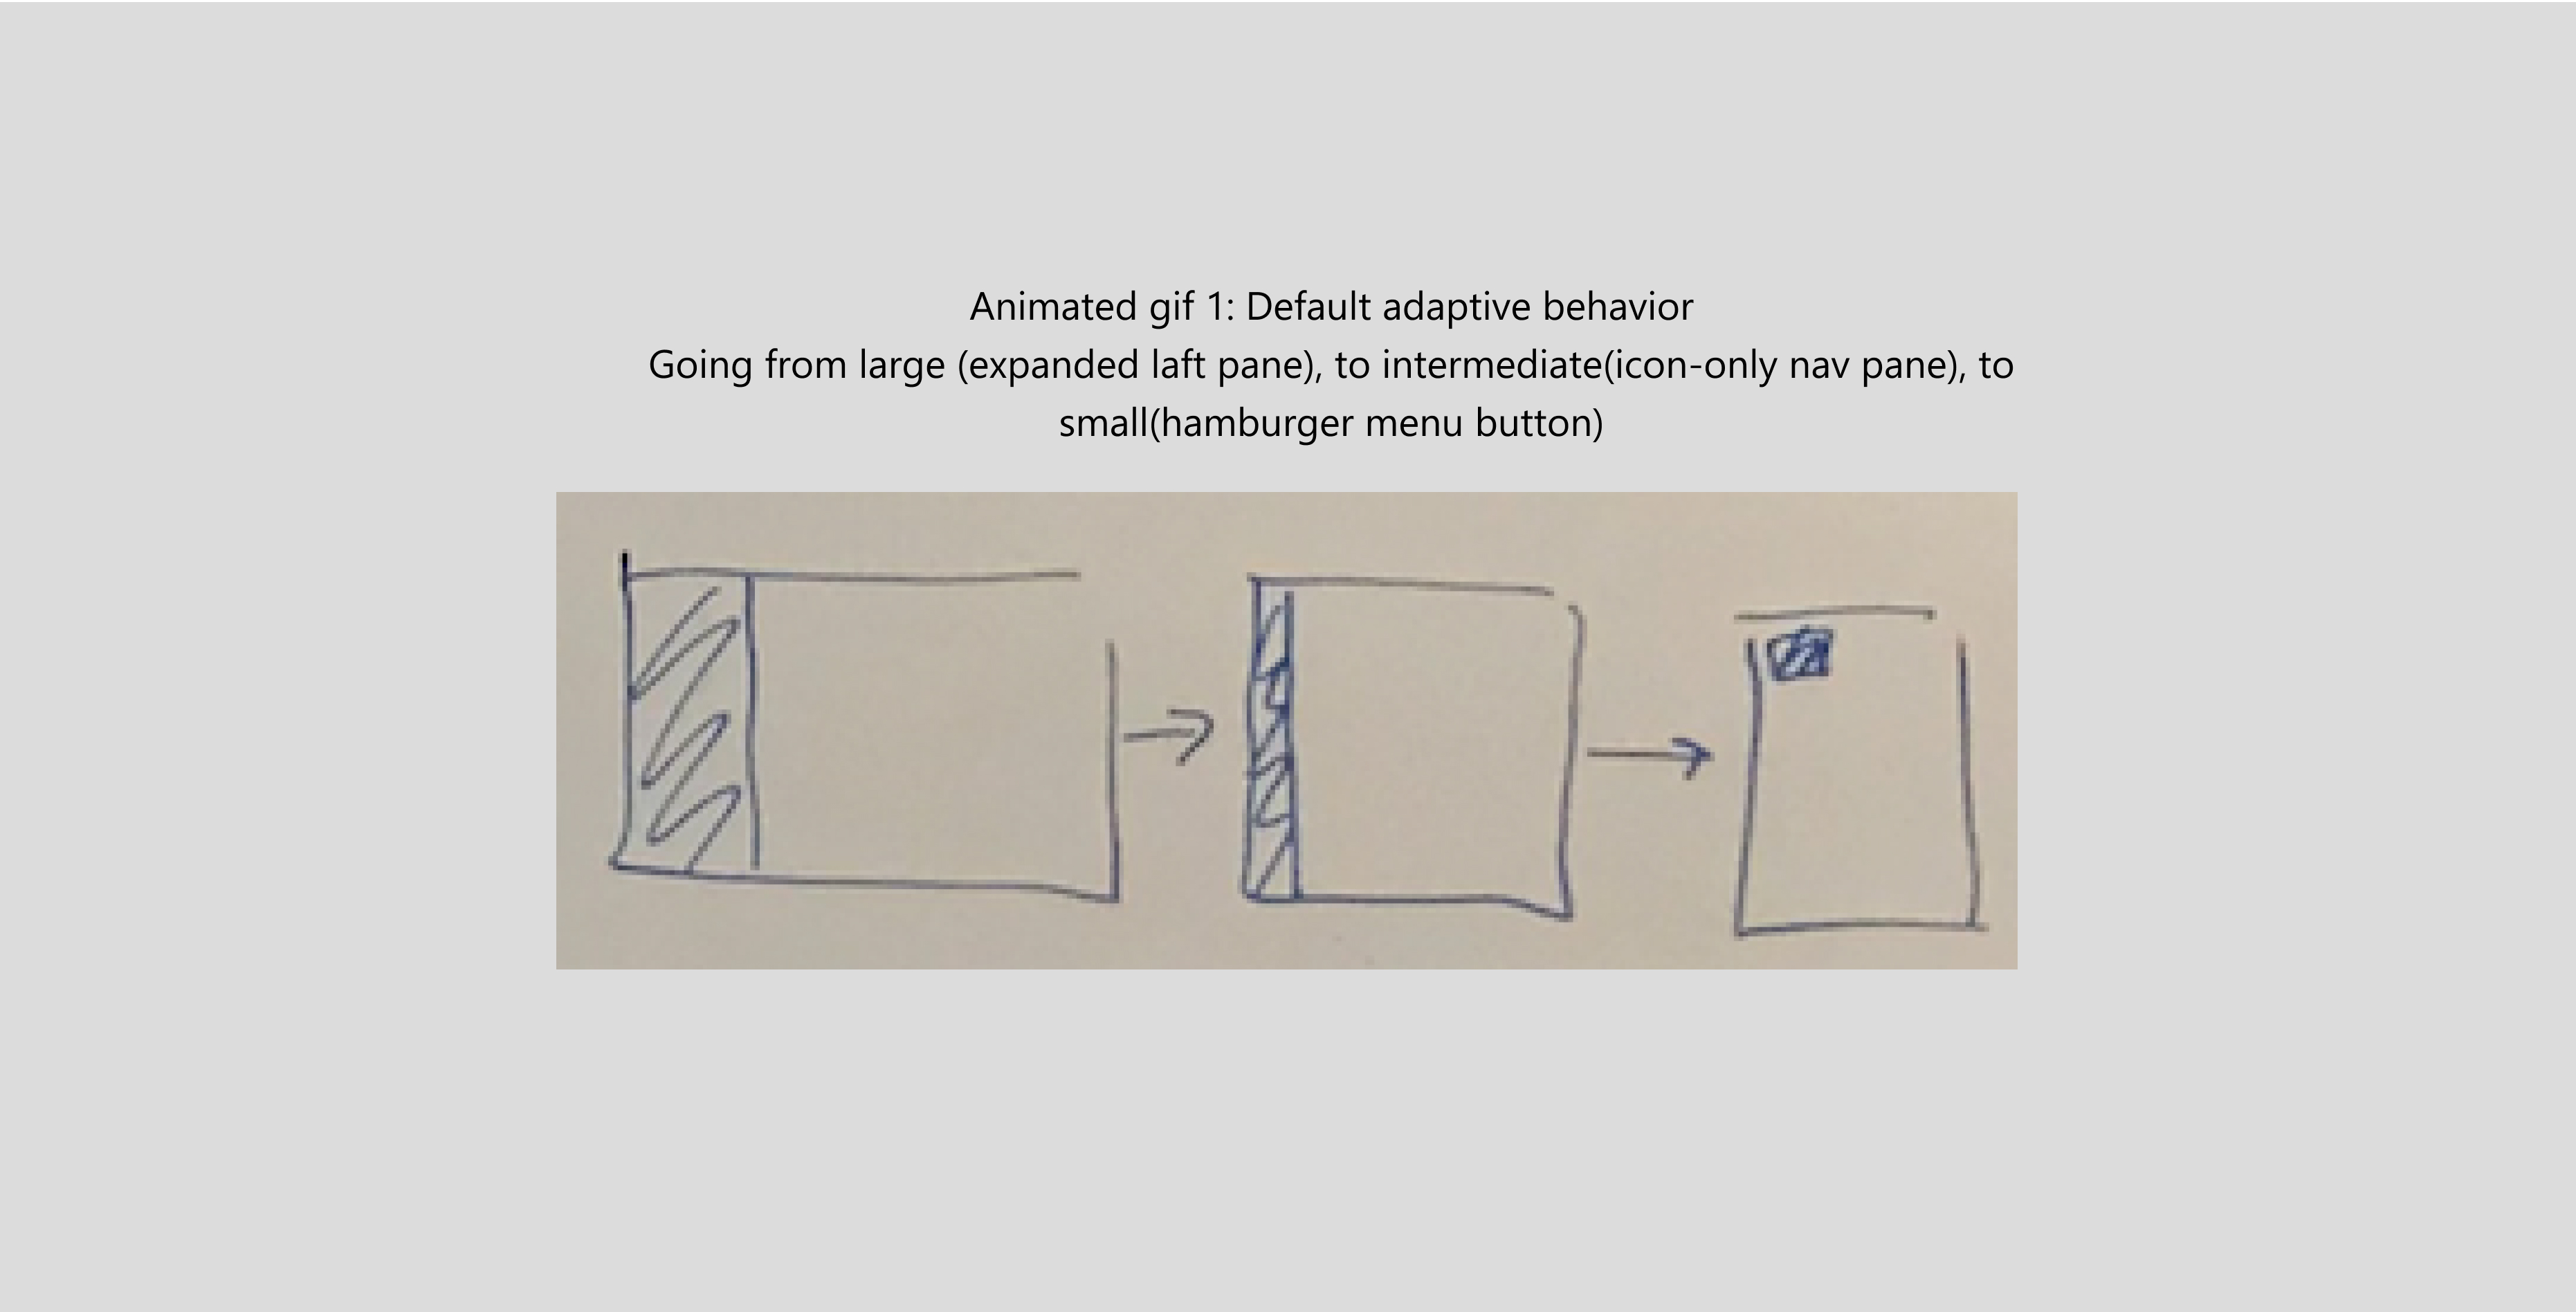 Animated gif 1: Default adaptive behavior
Going from large (expanded laft pane), to intermediate(icon-only nav pane), to
small(hamburger menu button)